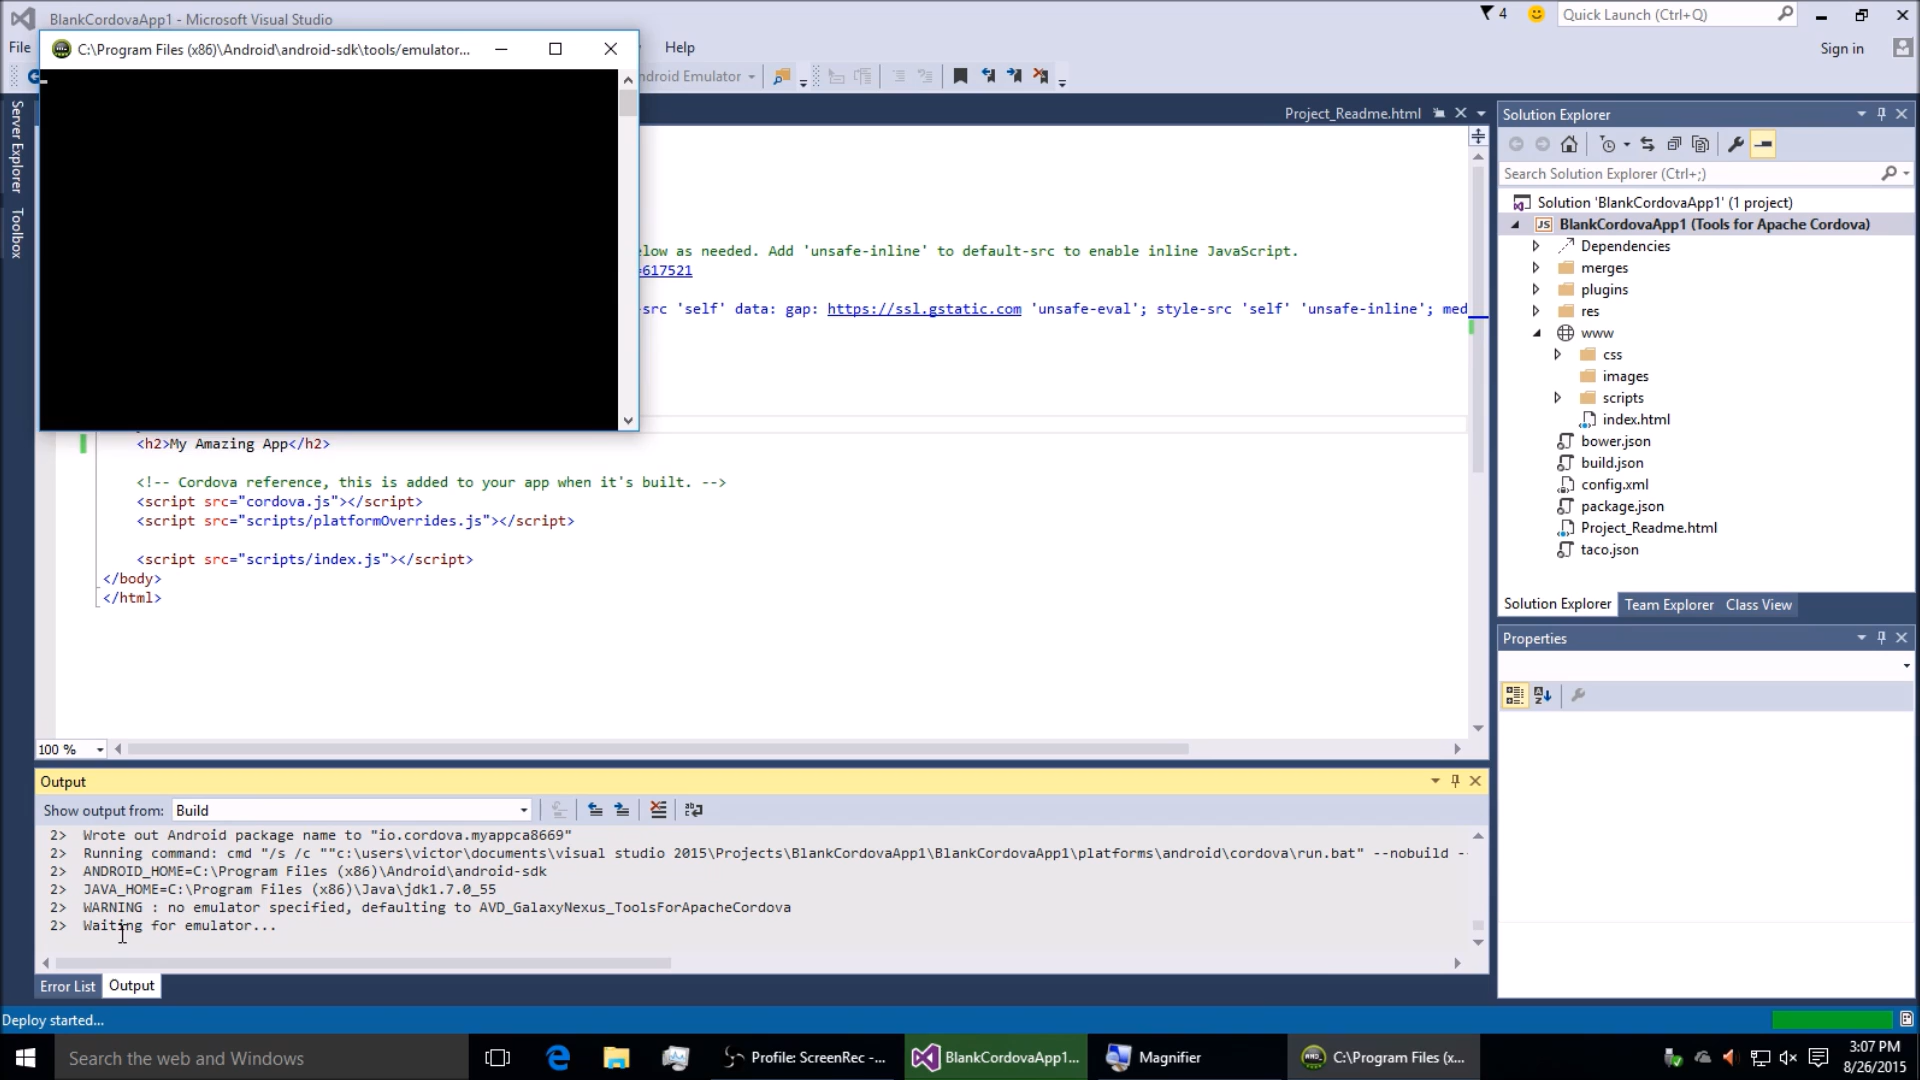 BlankCordovaApp1 - Microsoft Visual Studio
4
Quick Launch (Ctrl+Q)
File
C:\Program Files (x86)\Android\android-sdk\tools/emulator...
Help
Sign in
ndroid Emulator
Server Explorer
Toolbox
Project_Readme.html
elow as needed. Add 'unsafe-inline' to default-src to enable inline JavaScript.
=617521
-src 'self' data: gap: https://ssl.gstatic.com 'unsafe-eval'; style-src 'self' 'unsafe-inline'; med
<h2>My Amazing App</h2>
<!-- Cordova reference, this is added to your app when it's built. -->
<script src="cordova.js"></script>
<script src="scripts/platformOverrides.js"></script>
<script src="scripts/index.js"></script>
</body>
</html>
100 %
Solution Explorer
Search Solution Explorer (Ctrl+;)
Solution 'BlankCordovaApp1' (1 project)
JS BlankCordovaApp1 (Tools for Apache Cordova)
Dependencies
merges
plugins
res
www
css
images
scripts
index.html
bower.json
build.json
config.xml
package.json
Project_Readme.html
taco.json
Solution Explorer Team Explorer Class View
Properties
Output
Show output from: Build
2> Wrote out Android package name to "io.cordova.myappca8669"
2> Running command: cmd "/s /c ""c:\users\victor\documents\visual studio 2015\Projects\BlankCordovaApp1\BlankCordovaApp1\platforms\android\cordova\run.bat" --nobuild -
2> ANDROID_HOME=C:\Program Files (x86)\Android\android-sdk
2> JAVA_HOME=C:\Program Files (x86)\Java\jdk1.7.0_55
2> WARNING : no emulator specified, defaulting to AVD_GalaxyNexus_ToolsForApacheCordova
2> Waiting for emulator...
Error List Output
Deploy started...
Search the web and Windows
Profile: ScreenRec -...
BlankCordovaApp1...
Magnifier
C:\Program Files (x...
3:07 PM
8/26/2015